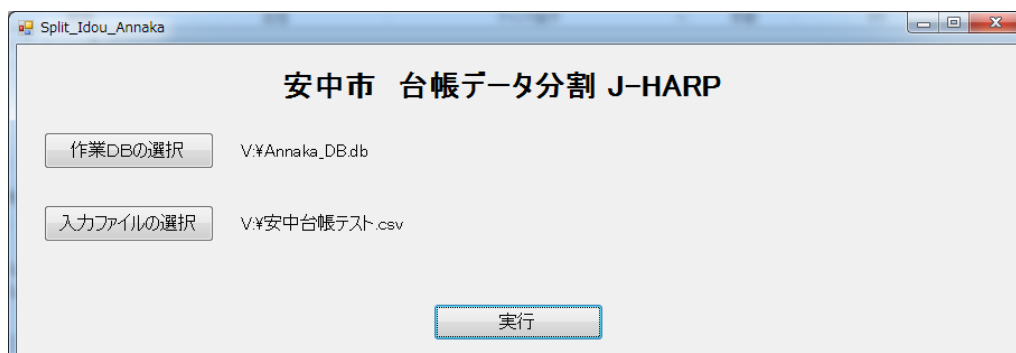 Split_Idou_Annaka
安中市　台帳データ分割 J-HARP
作業DBの選択 V:¥Annaka_DB.db
入力ファイルの選択 V:¥安中台帳テスト.csv
実行